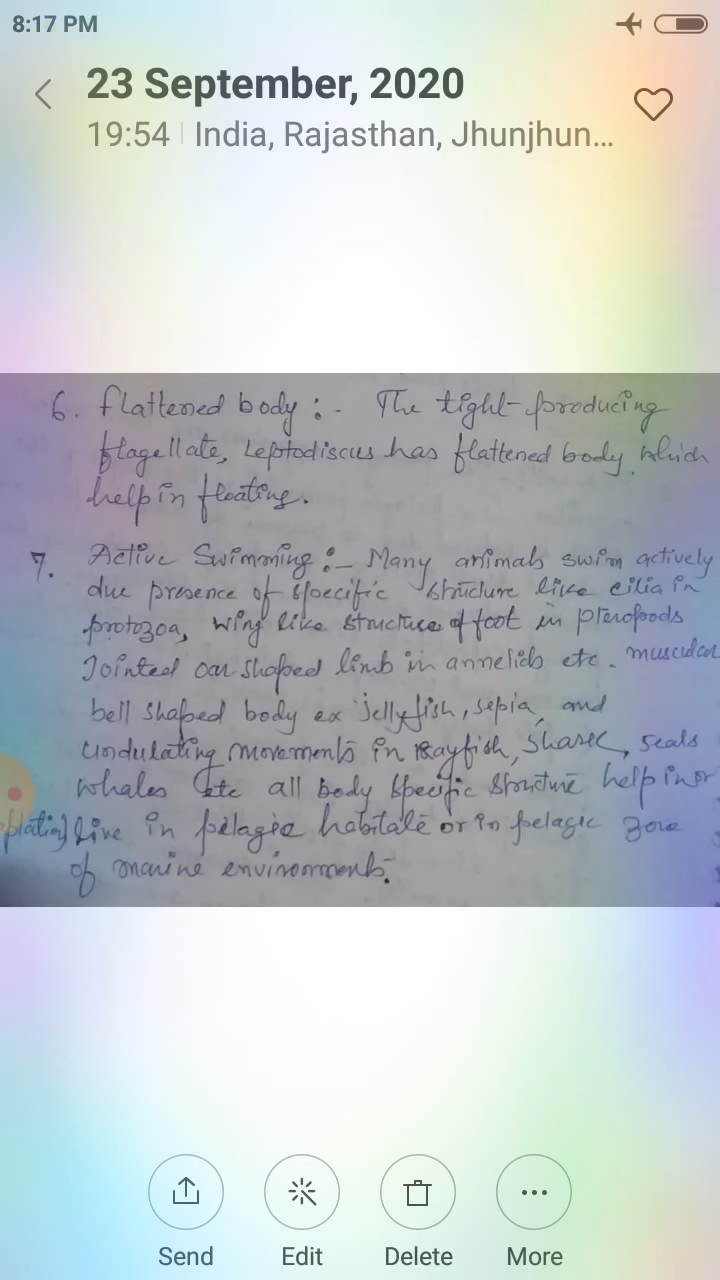 8:17 PM
23 September, 2020
19:54 | India, Rajasthan, Jhunjhun...
6. Flattened body :- The tight-producing
flagellate, Leptodiscus has flattened body which
help in floating.
7. Active Swimming :- Many animals swim actively
due presence of specific structure like cilia in
protozoa, wing like structure of foot in pteropods
Jointed oar shaped limb in annelids etc. muscular
bell shaped body ex jellyfish, sepia, and
undulating movements in Rayfish, Shark, seals
whales etc all body specific structure help in
live in pelagic habitate or in pelagic zone
of marine environments.
Send Edit Delete More